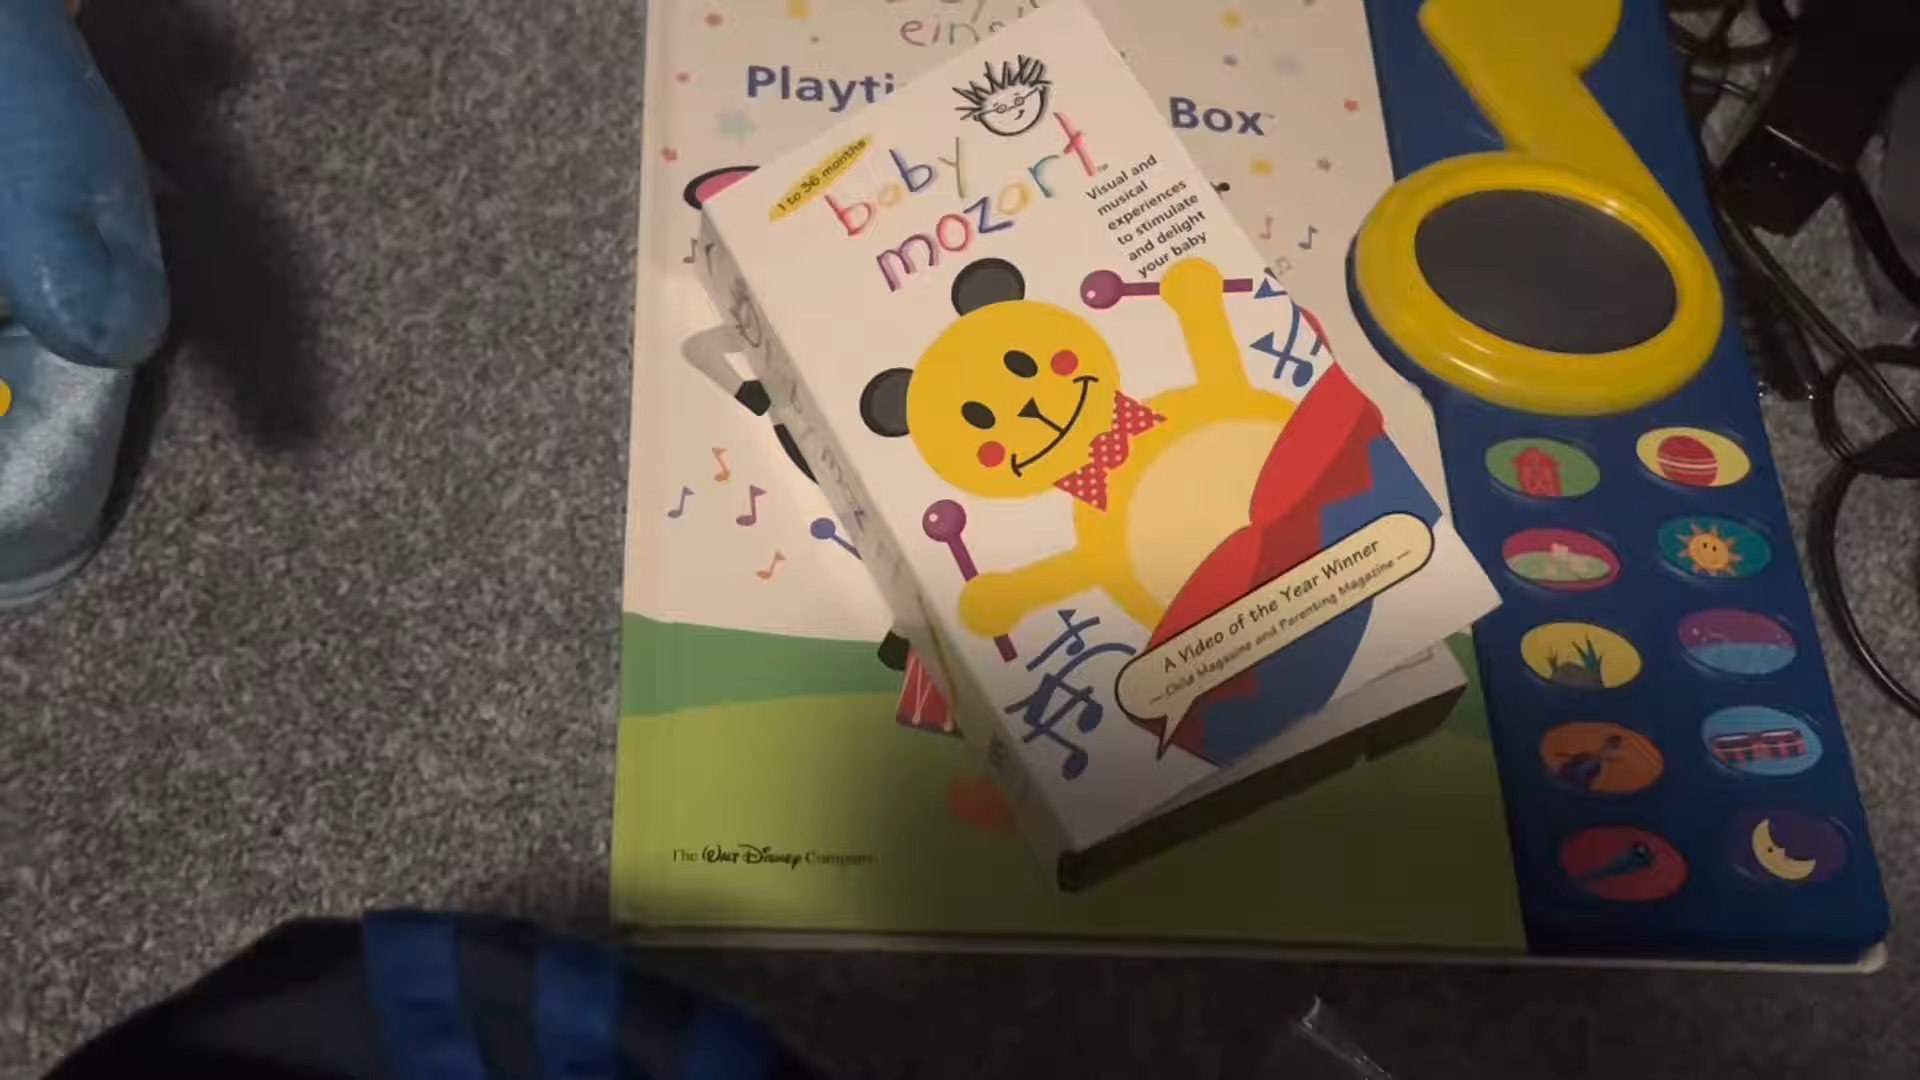 Playti
Box
1 to 36 months
baby
mozart™
Visual and
musical
experiences
to stimulate
and delight
your baby
A Video of the Year Winner
— Child Magazine and Parenting Magazine —
The Walt Disney Company